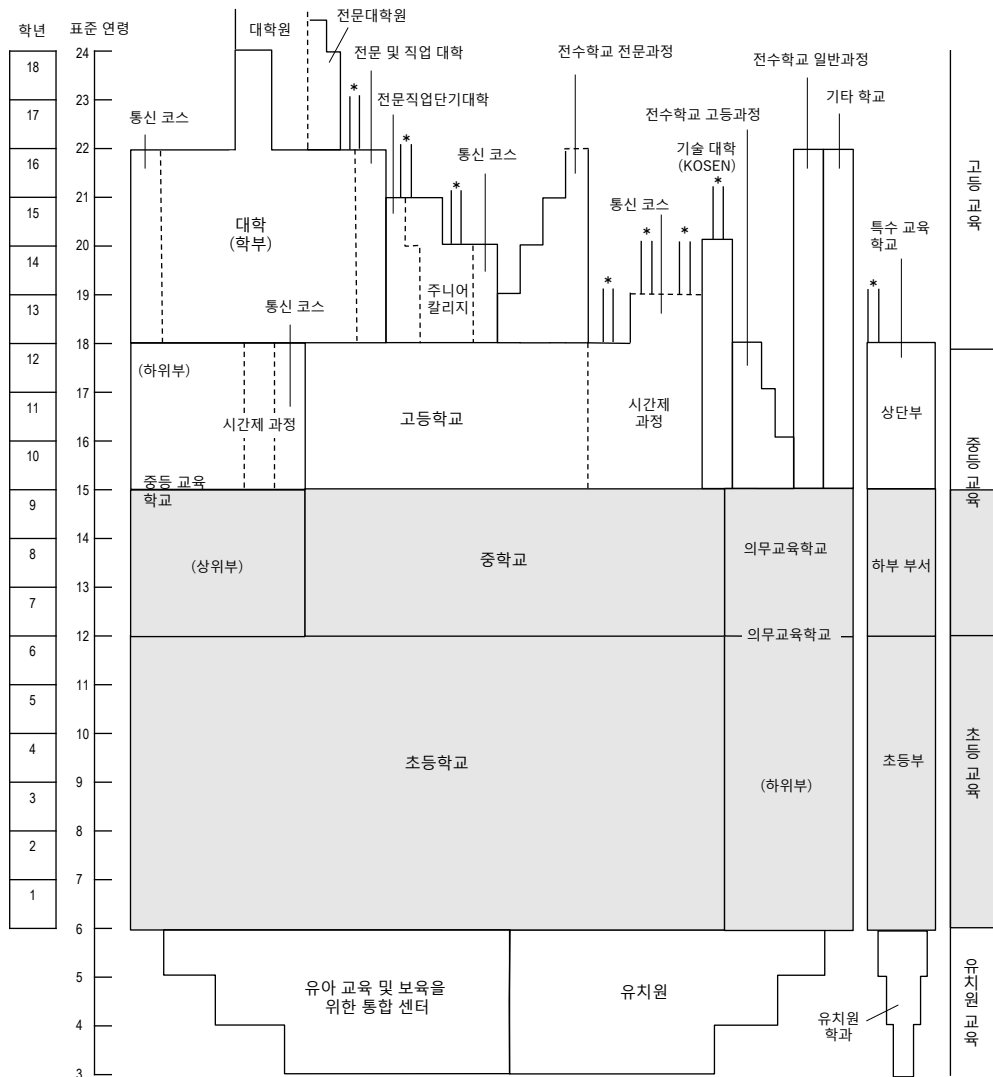 학년
표준 연령
대학원
전문대학원
전문 및 직업 대학
전수학교 전문과정
전수학교 일반과정
기타 학교
전문직업단기대학
통신 코스
*
*
통신 코스
*
전수학교 고등과정
기술 대학
(KOSEN)
*
통신 코스
*
*
*
*
특수 교육
학교
대학
(학부)
주니어
칼리지
통신 코스
(하위부)
시간제 과정
고등학교
시간제
과정
상단부
중등 교육
학교
(상위부)
중학교
의무교육학교
하부 부서
의무교육학교
초등학교
(하위부)
초등부
유아 교육 및 보육을
위한 통합 센터
유치원
유치원
학과
고등 교육
중등 교육
초등 교육
유치원 교육
18
17
16
15
14
13
12
11
10
9
8
7
6
5
4
3
2
1
24
23
22
21
20
19
18
17
16
15
14
13
12
11
10
9
8
7
6
5
4
3